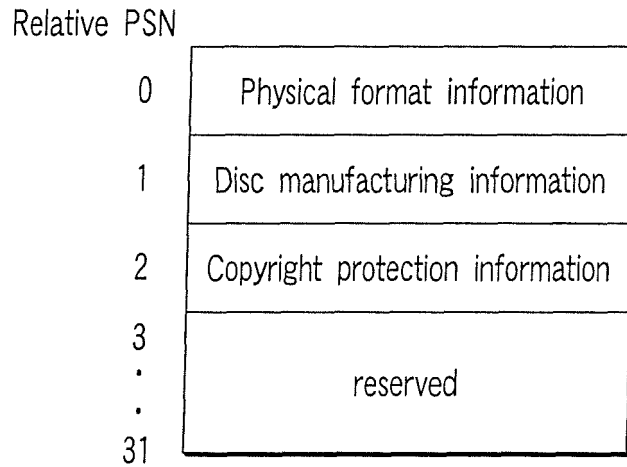 Relative PSN
0 Physical format information
1 Disc manufacturing information
2 Copyright protection information
3
.
.
reserved
31